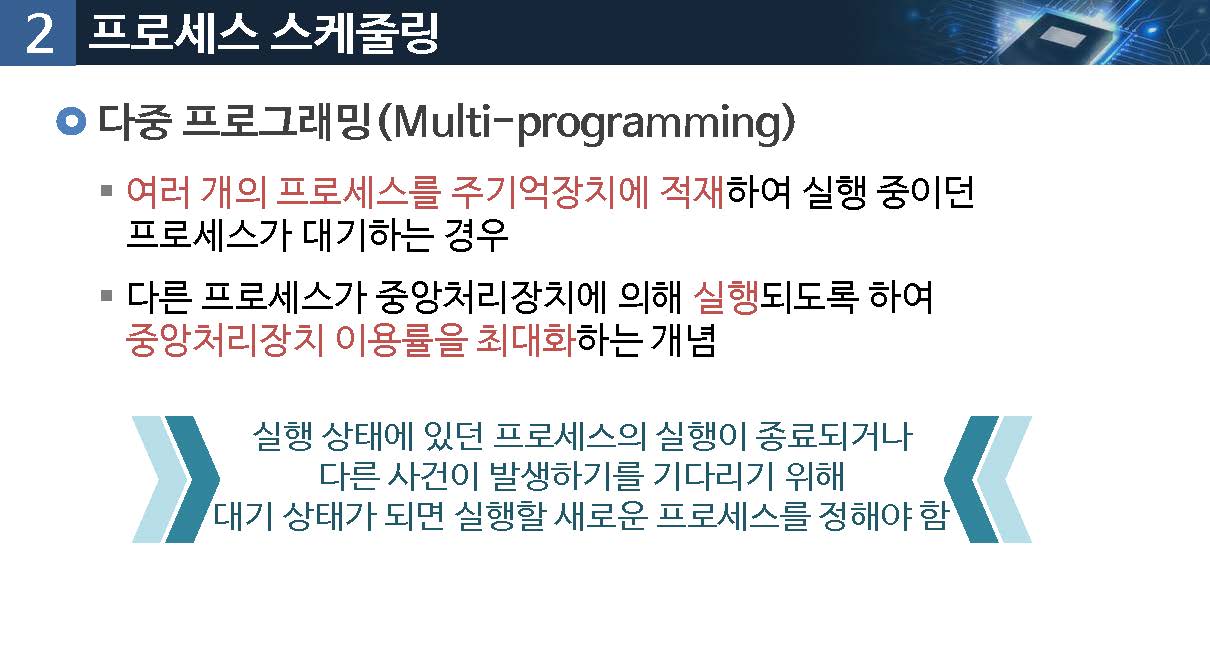 2 프로세스 스케줄링
다중 프로그래밍(Multi-programming)
여러 개의 프로세스를 주기억장치에 적재하여 실행 중이던
프로세스가 대기하는 경우
다른 프로세스가 중앙처리장치에 의해 실행되도록 하여
중앙처리장치 이용률을 최대화하는 개념
실행 상태에 있던 프로세스의 실행이 종료되거나
다른 사건이 발생하기를 기다리기 위해
대기 상태가 되면 실행할 새로운 프로세스를 정해야 함